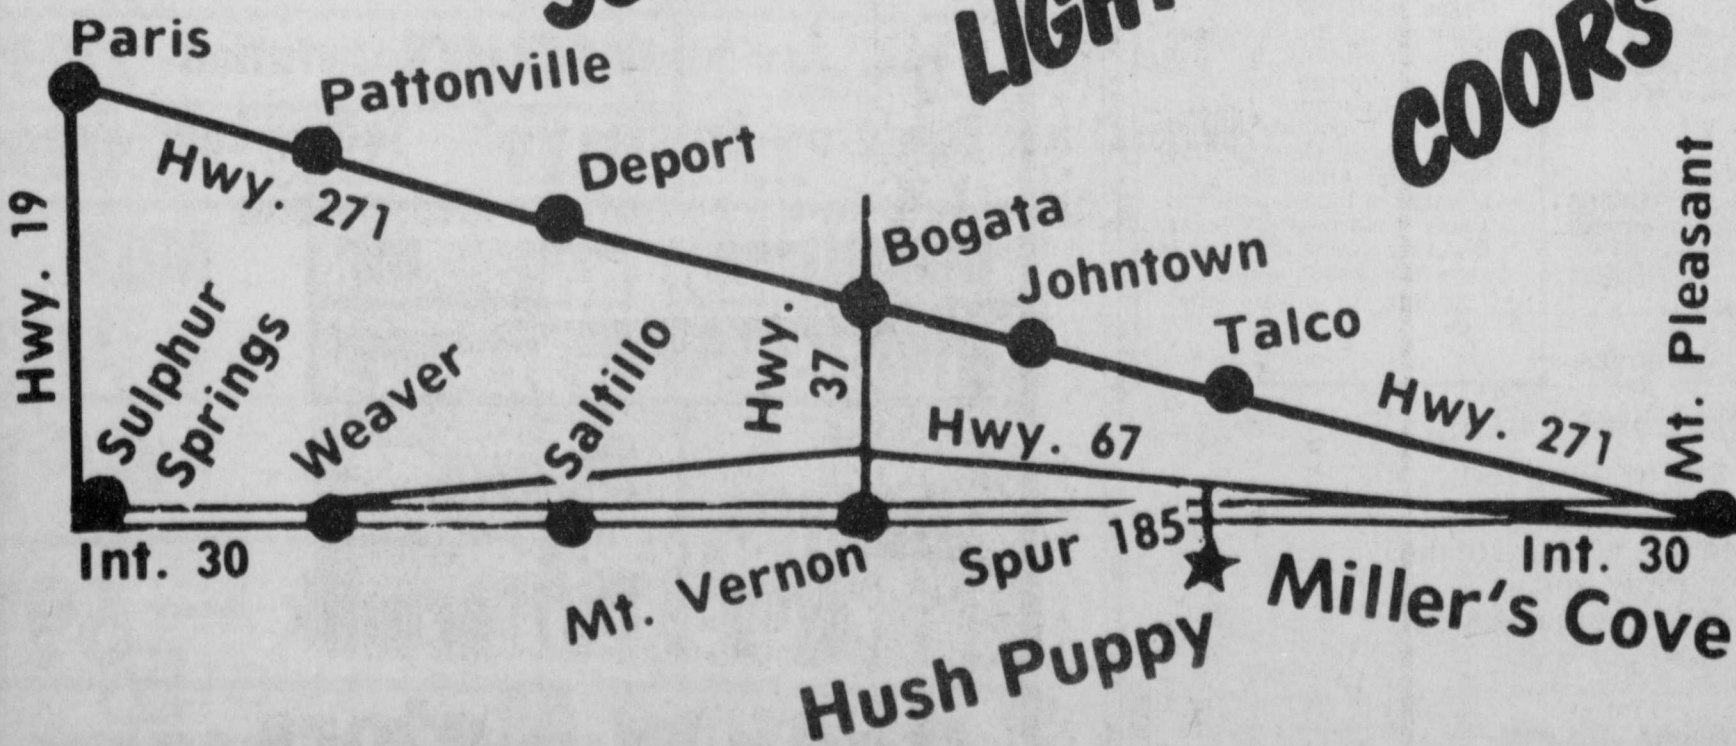 LIGHT
COORS
Paris
Pattonville
Deport
Bogata
Johntown
Talco
Mt. Pleasant
Hwy. 271
Hwy. 19
Sulphur
Springs
Weaver
Saltillo
Hwy.
37
Hwy. 67
Hwy. 271
Int. 30
Mt. Vernon
Spur 185
Int. 30
Miller's Cove
Hush Puppy